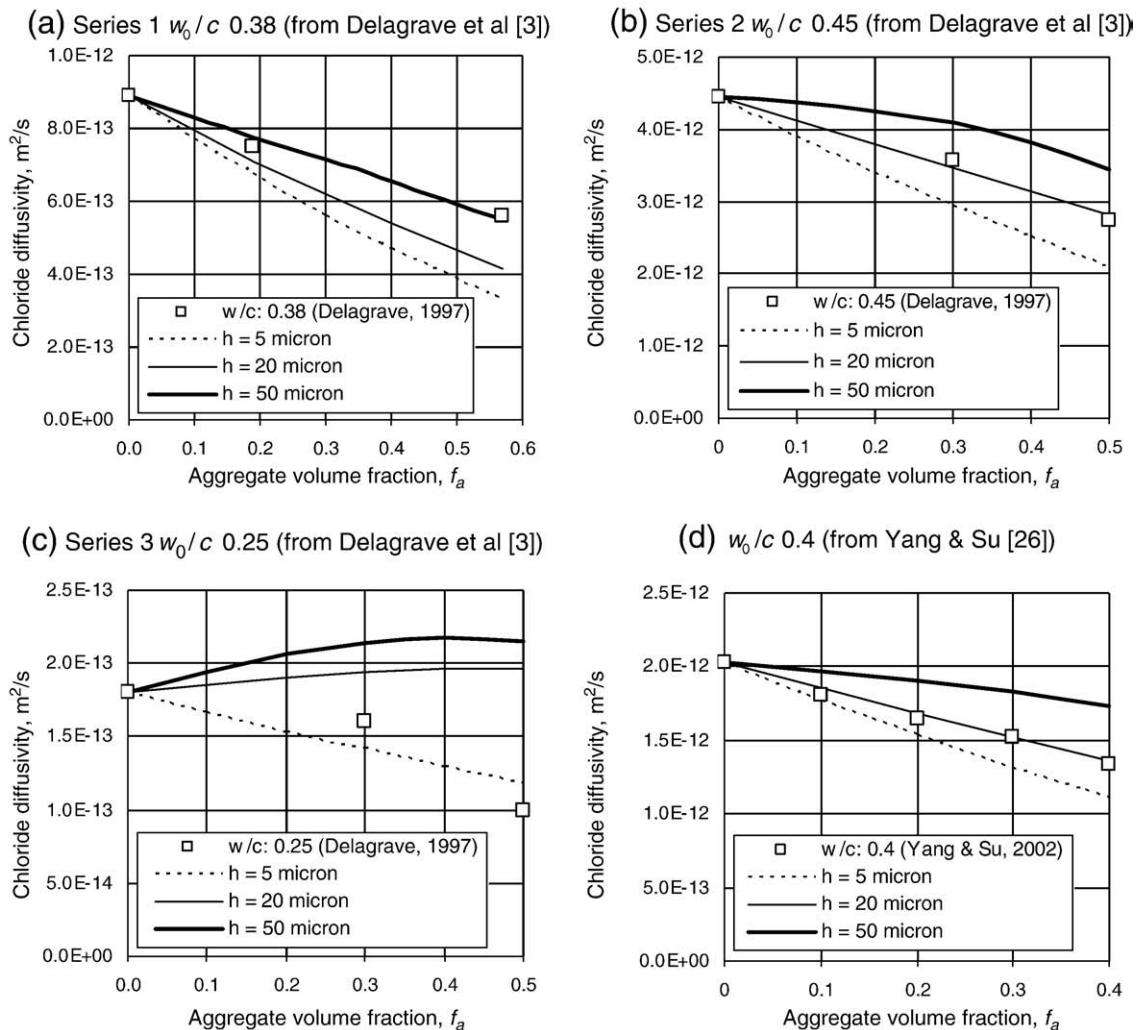 (a) Series 1 w₀/c 0.38 (from Delagrave et al [3])
1.0E-12
8.0E-13
6.0E-13
4.0E-13
2.0E-13
0.0E+00
Chloride diffusivity, m²/s
w/c: 0.38 (Delagrave, 1997)
h = 5 micron
h = 20 micron
h = 50 micron
0.0 0.1 0.2 0.3 0.4 0.5 0.6
Aggregate volume fraction, fₐ
(b) Series 2 w₀/c 0.45 (from Delagrave et al [3])
5.0E-12
4.0E-12
3.0E-12
2.0E-12
1.0E-12
0.0E+00
Chloride diffusivity, m²/s
w/c: 0.45 (Delagrave, 1997)
h = 5 micron
h = 20 micron
h = 50 micron
0 0.1 0.2 0.3 0.4 0.5
Aggregate volume fraction, fₐ
(c) Series 3 w₀/c 0.25 (from Delagrave et al [3])
2.5E-13
2.0E-13
1.5E-13
1.0E-13
5.0E-14
0.0E+00
Chloride diffusivity, m²/s
w/c: 0.25 (Delagrave, 1997)
h = 5 micron
h = 20 micron
h = 50 micron
0 0.1 0.2 0.3 0.4 0.5
Aggregate volume fraction, fₐ
(d) w₀/c 0.4 (from Yang & Su [26])
2.5E-12
2.0E-12
1.5E-12
1.0E-12
5.0E-13
0.0E+00
Chloride diffusivity, m²/s
w/c: 0.4 (Yang & Su, 2002)
h = 5 micron
h = 20 micron
h = 50 micron
0 0.1 0.2 0.3 0.4
Aggregate volume fraction, fₐ